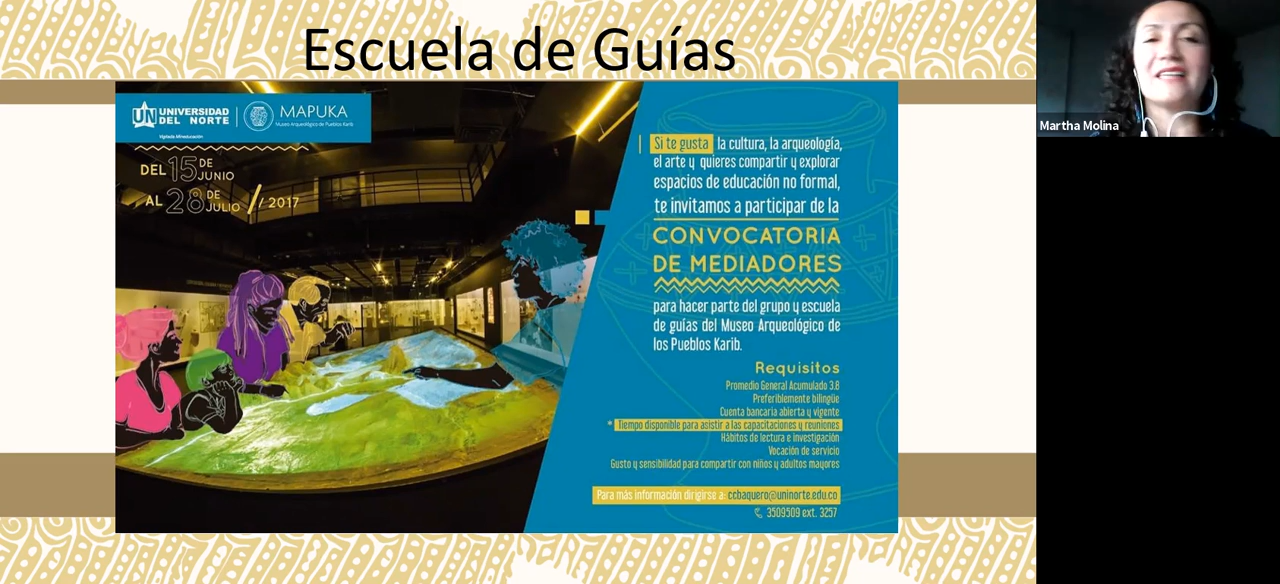 Escuela de Guías
Martha Molina
UN UNIVERSIDAD
DEL NORTE
Vigilada Mineducación
MAPUKA
Museo Arqueológico de Pueblos Karib
DEL 15 DE
JUNIO
AL 28 DE
JULIO // 2017
Si te gusta la cultura, la arqueología,
el arte y quieres compartir y explorar
espacios de educación no formal,
te invitamos a participar de la
CONVOCATORIA
DE MEDIADORES
para hacer parte del grupo y escuela
de guías del Museo Arqueológico de
los Pueblos Karib.
Requisitos
Promedio General Acumulado 3.8
Preferiblemente bilingüe
Cuenta bancaria abierta y vigente
* Tiempo disponible para asistir a las capacitaciones y reuniones
Hábitos de lectura e investigación
Vocación de servicio
Gusto y sensibilidad para compartir con niños y adultos mayores
Para más información dirigirse a: ccbaquero@uninorte.edu.co
3509509 ext. 3257